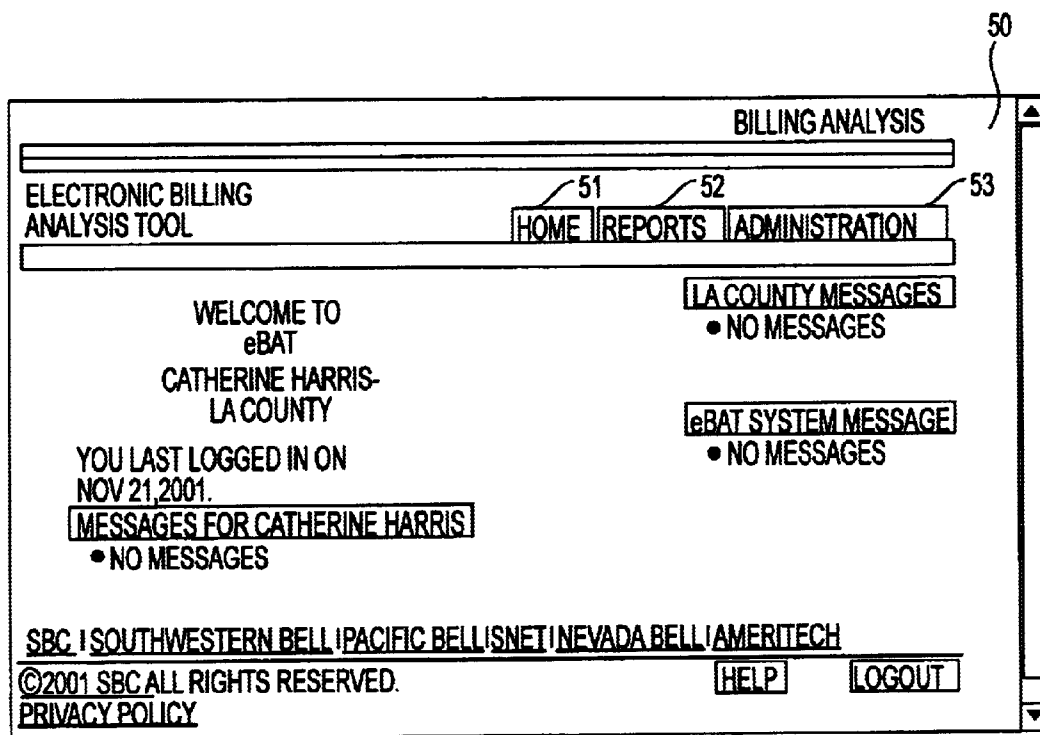 50
BILLING ANALYSIS
ELECTRONIC BILLING
ANALYSIS TOOL
51
52
53
HOME
REPORTS
ADMINISTRATION
WELCOME TO
eBAT
CATHERINE HARRIS-
LA COUNTY
YOU LAST LOGGED IN ON
NOV 21,2001.
MESSAGES FOR CATHERINE HARRIS
• NO MESSAGES
LA COUNTY MESSAGES
• NO MESSAGES
eBAT SYSTEM MESSAGE
• NO MESSAGES
SBC | SOUTHWESTERN BELL | PACIFIC BELL | SNET | NEVADA BELL | AMERITECH
©2001 SBC ALL RIGHTS RESERVED.
HELP
LOGOUT
PRIVACY POLICY